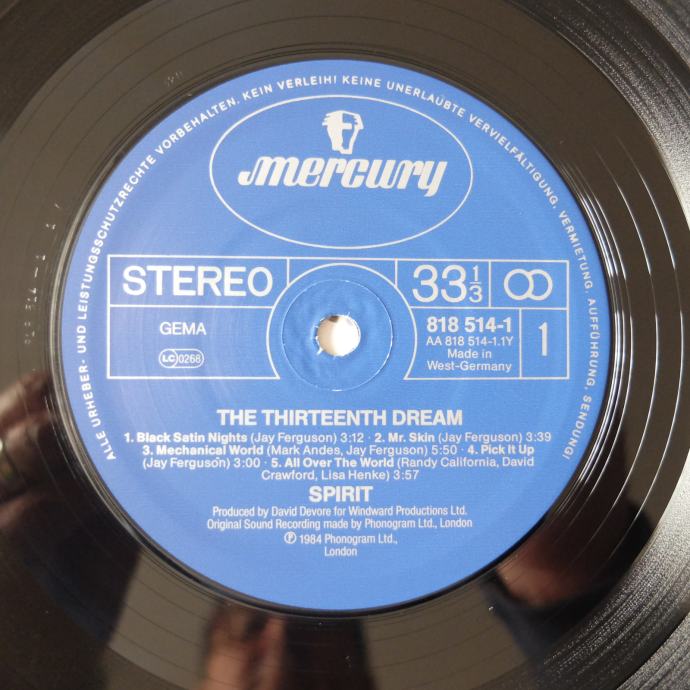 ALLE URHEBER- UND LEISTUNGSSCHUTZRECHTE VORBEHALTEN. KEIN VERLEIH! KEINE UNERLAUBTE VERVIELFÄLTIGUNG, VERMIETUNG, AUFFÜHRUNG, SENDUNG!
mercury
STEREO
33 1/3
GEMA
LC 0268
818 514-1
AA 818 514-1.1Y
Made in
West-Germany
1
THE THIRTEENTH DREAM
1. Black Satin Nights (Jay Ferguson) 3:12 · 2. Mr. Skin (Jay Ferguson) 3:39
3. Mechanical World (Mark Andes, Jay Ferguson) 5:50 · 4. Pick It Up
(Jay Ferguson) 3:00 · 5. All Over The World (Randy California, David
Crawford, Lisa Henke) 3:57
SPIRIT
Produced by David Devore for Windward Productions Ltd.
Original Sound Recording made by Phonogram Ltd., London
℗ 1984 Phonogram Ltd.,
London